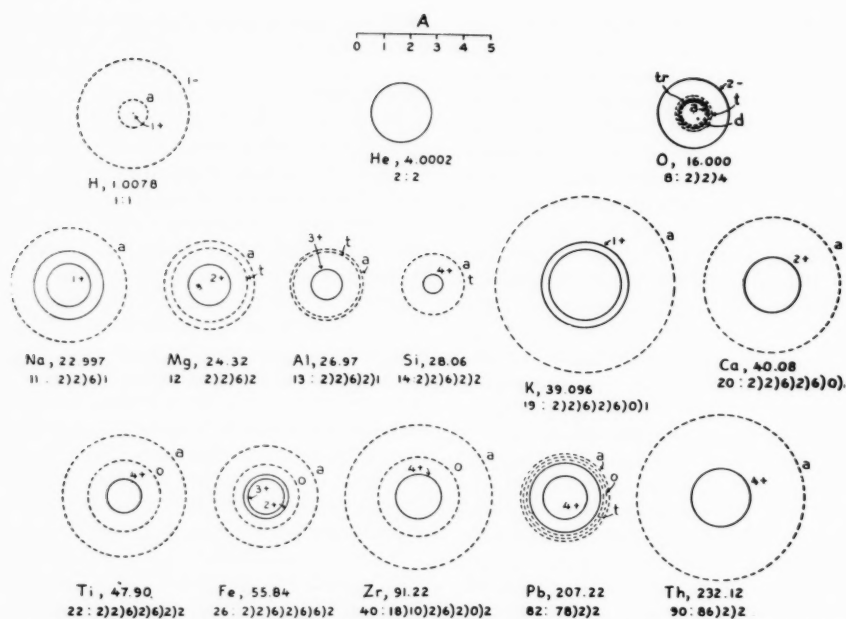 A
0 1 2 3 4 5
1-
a
1+
H, 1.0078
1:1
He, 4.0002
2:2
tr
2-
a
t
d
O, 16.000
8:2)2)4
a
1+
Na, 22.997
11 . 2)2)6)1
a
2+
t
Mg, 24.32
12 2)2)6)2
3+
t
a
Al, 26.97
13:2)2)6)2)1
4+
a
t
Si, 28.06
14:2)2)6)2)2
1+
a
K, 39.096
19:2)2)6)2)6)0)1
2+
a
Ca, 40.08
20:2)2)6)2)6)0).
4+
o
a
Ti, 47.90
22:2)2)6)2)6)2)2
3+
2+
o
a
Fe, 55.84
26:2)2)6)2)6)6)2
4+
o
a
Zr, 91.22
40:18)10)2)6)2)0)2
a
o
t
4+
Pb, 207.22
82:78)2)2
4+
a
Th, 232.12
90:86)2)2